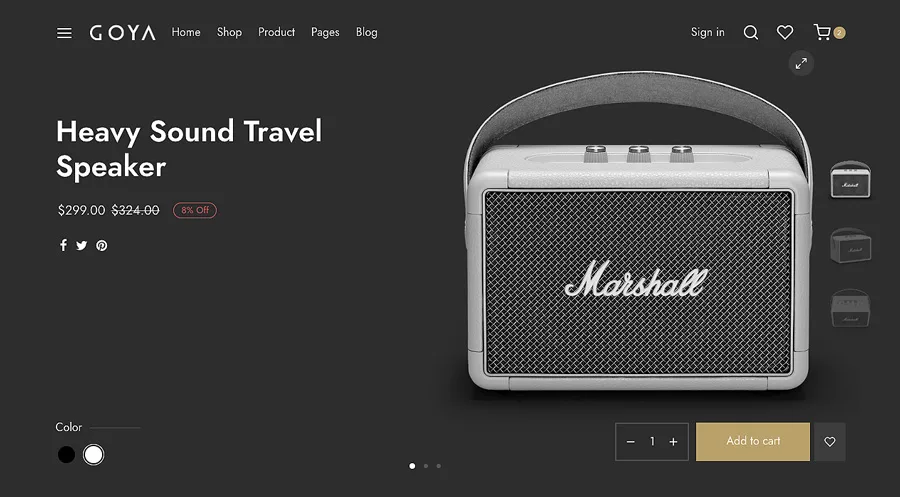 GOYA Home Shop Product Pages Blog Sign in 2
Heavy Sound Travel
Speaker
$299.00 $324.00 8% Off
Marshall
Color
1 Add to cart